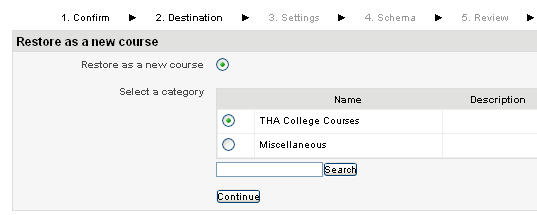 1. Confirm ► 2. Destination ► 3. Settings ► 4. Schema ► 5. Review ►
Restore as a new course
Restore as a new course
Select a category
Name Description
THA College Courses
Miscellaneous
Search
Continue